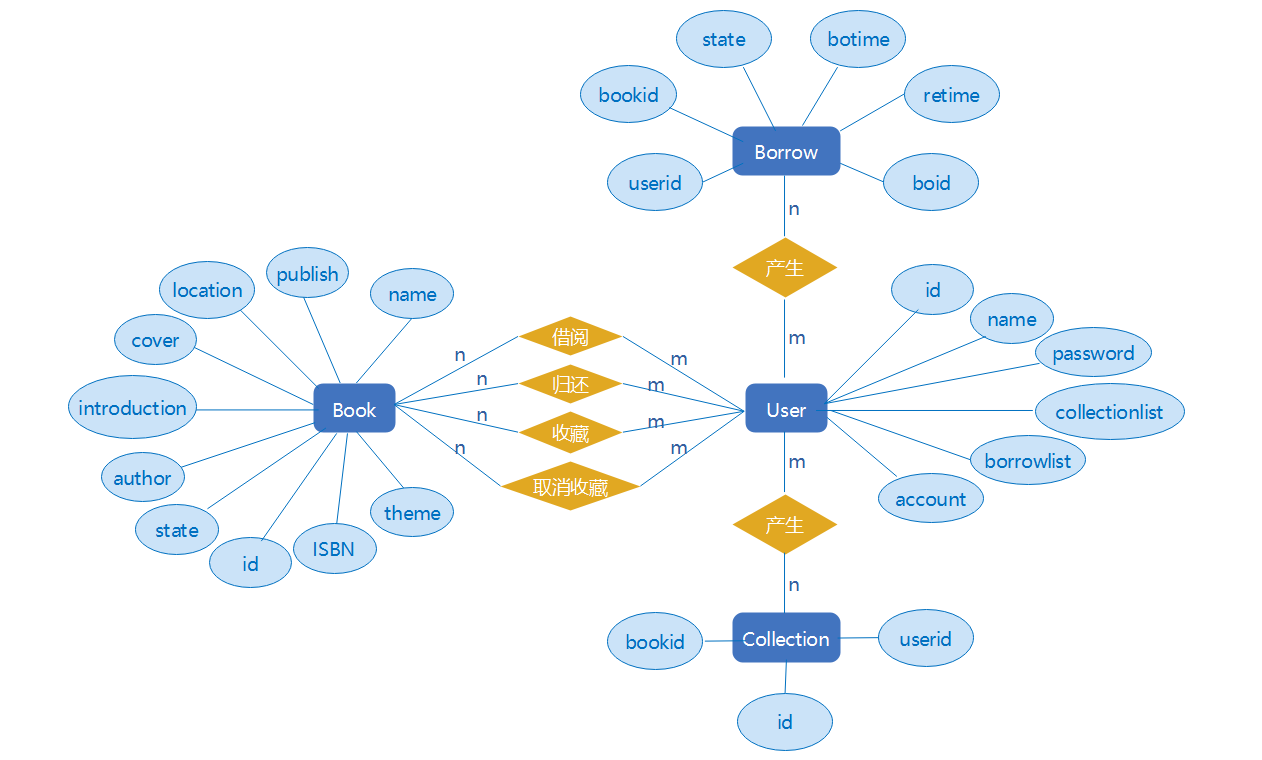 state
botime
bookid
retime
Borrow
userid
boid
n
产生
publish
location
name
id
name
cover
借阅
m
password
n
m
归还
n
m
introduction
Book
User
collectionlist
收藏
n
m
n
m
borrowlist
m
author
取消收藏
account
state
theme
产生
id
ISBN
n
bookid
Collection
userid
id